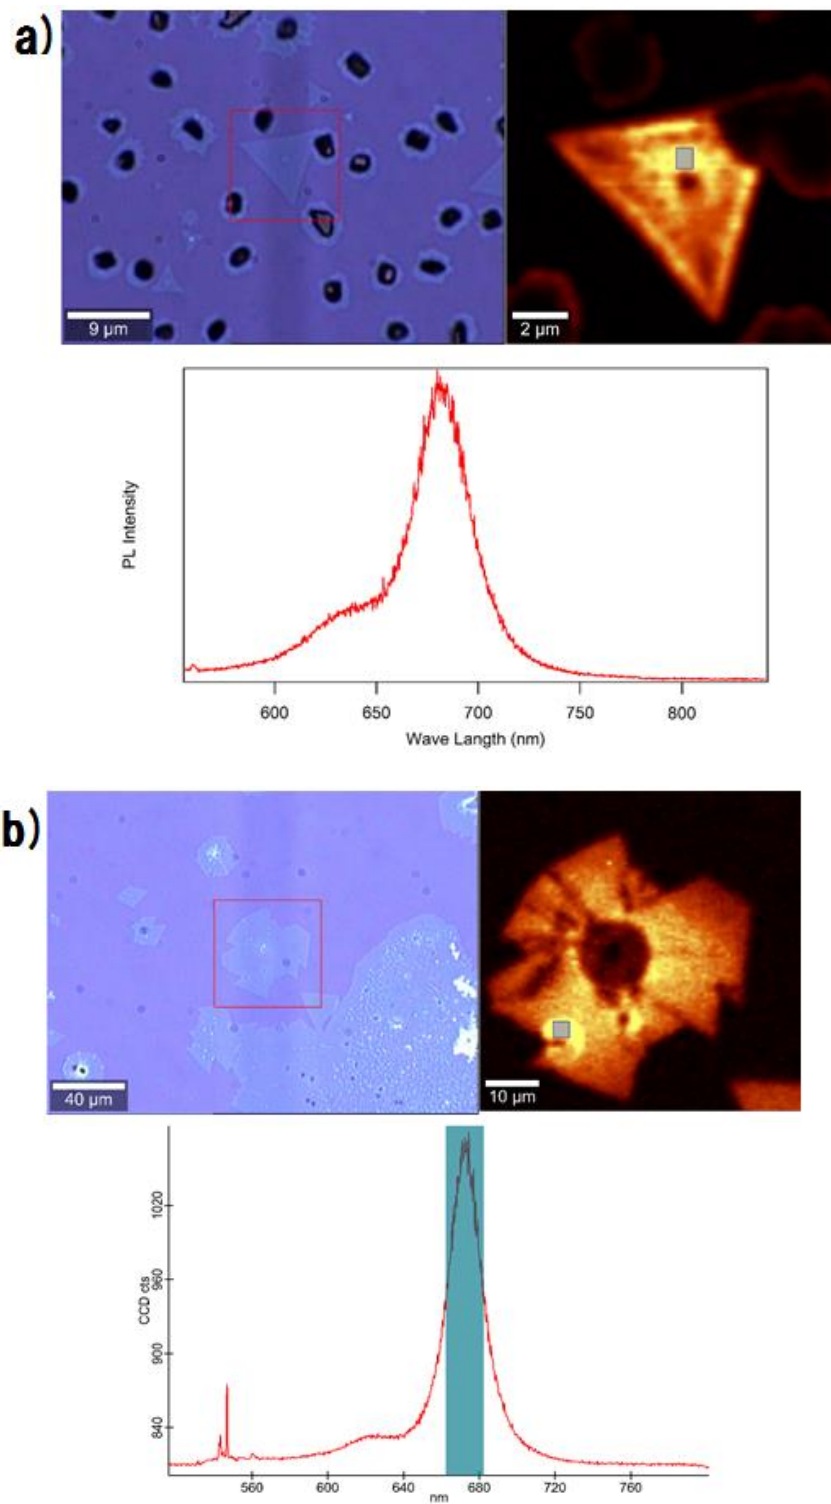 a)
9 μm
2 μm
PL Intensity
600 650 700 750 800
Wave Langth (nm)
b)
40 μm
10 μm
CCD cts
1020
960
900
840
560 600 640 680 720 760
nm